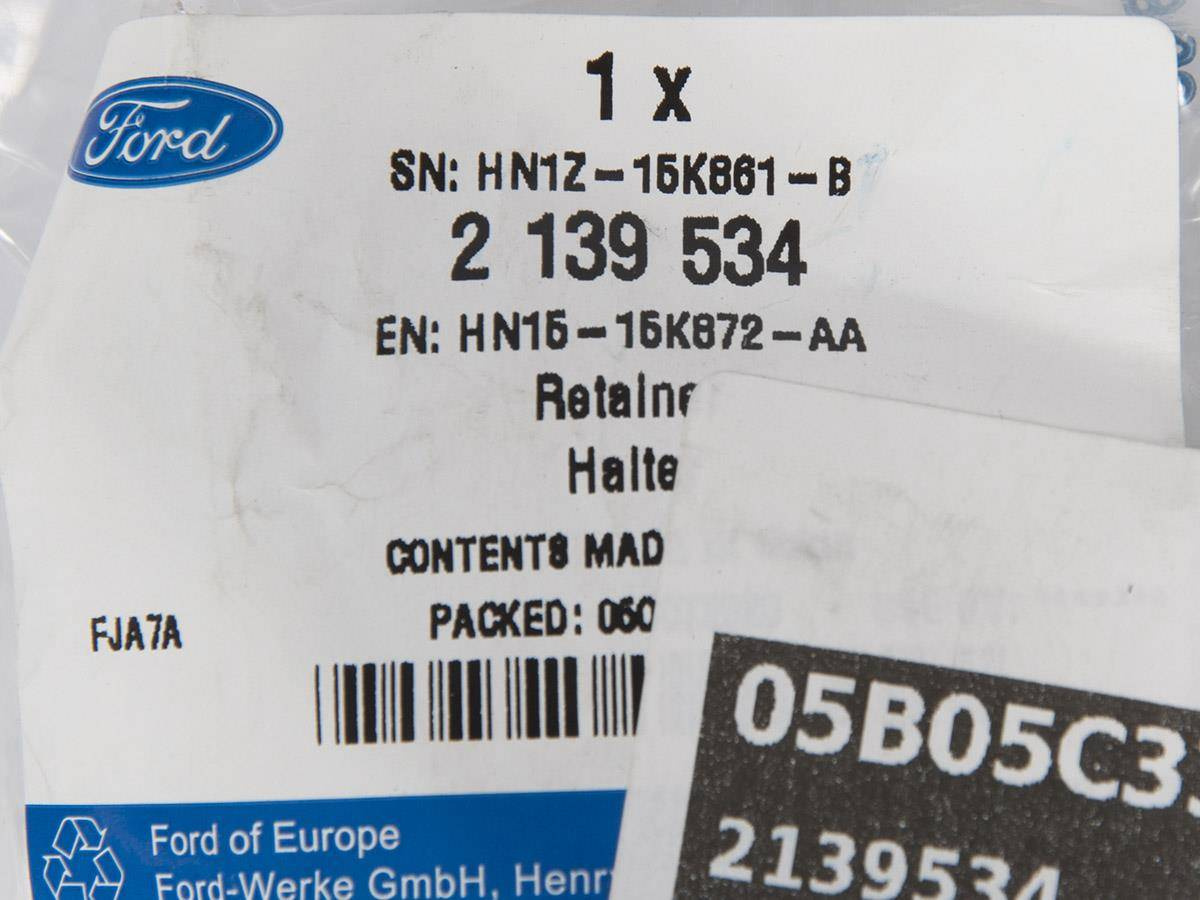 Ford
1 x
SN: HN1Z-15K861-B
2 139 534
EN: HN15-15K872-AA
Retaine
Halte
CONTENTS MAD
FJA7A
PACKED: 060
05B05C3
2139534
Ford of Europe
Ford-Werke GmbH, Henr